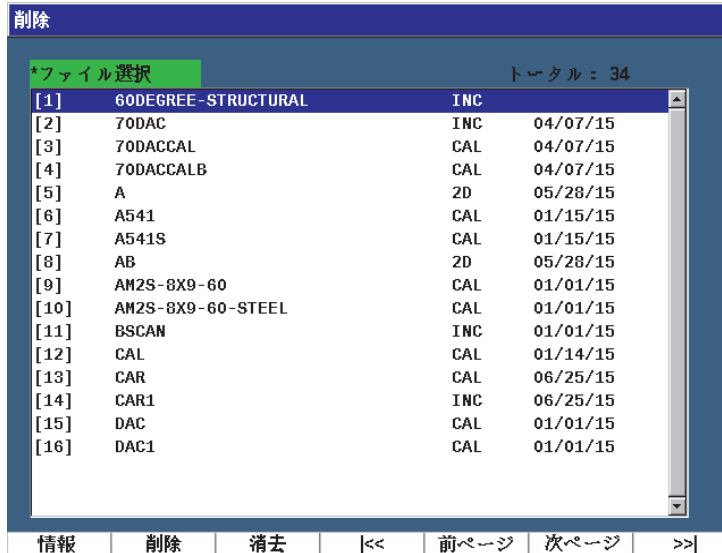 削除
*ファイル選択 トータル: 34
[1] 60DEGREE-STRUCTURAL INC
[2] 70DAC INC 04/07/15
[3] 70DACCAL CAL 04/07/15
[4] 70DACCALB CAL 04/07/15
[5] A 2D 05/28/15
[6] A541 CAL 01/15/15
[7] A541S CAL 01/15/15
[8] AB 2D 05/28/15
[9] AM2S-8X9-60 CAL 01/01/15
[10] AM2S-8X9-60-STEEL CAL 01/01/15
[11] BSCAN INC 01/01/15
[12] CAL CAL 01/14/15
[13] CAR CAL 06/25/15
[14] CAR1 INC 06/25/15
[15] DAC CAL 01/01/15
[16] DAC1 CAL 01/01/15
情報 削除 消去 |<< 前ページ 次ページ >>|